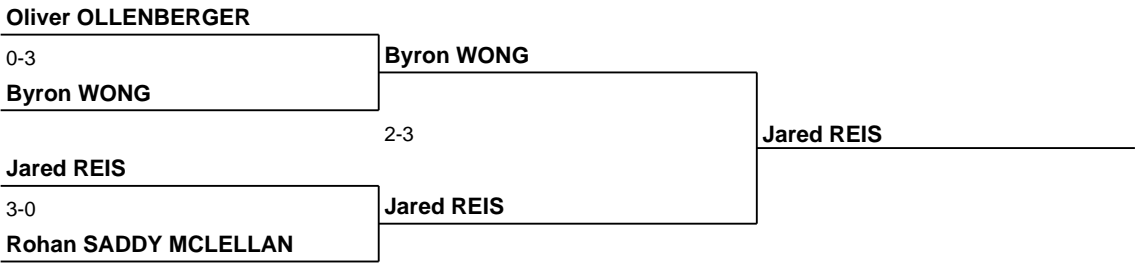 Oliver OLLENBERGER
0-3
Byron WONG
Byron WONG
2-3
Jared REIS
Jared REIS
3-0
Jared REIS
Rohan SADDY MCLELLAN